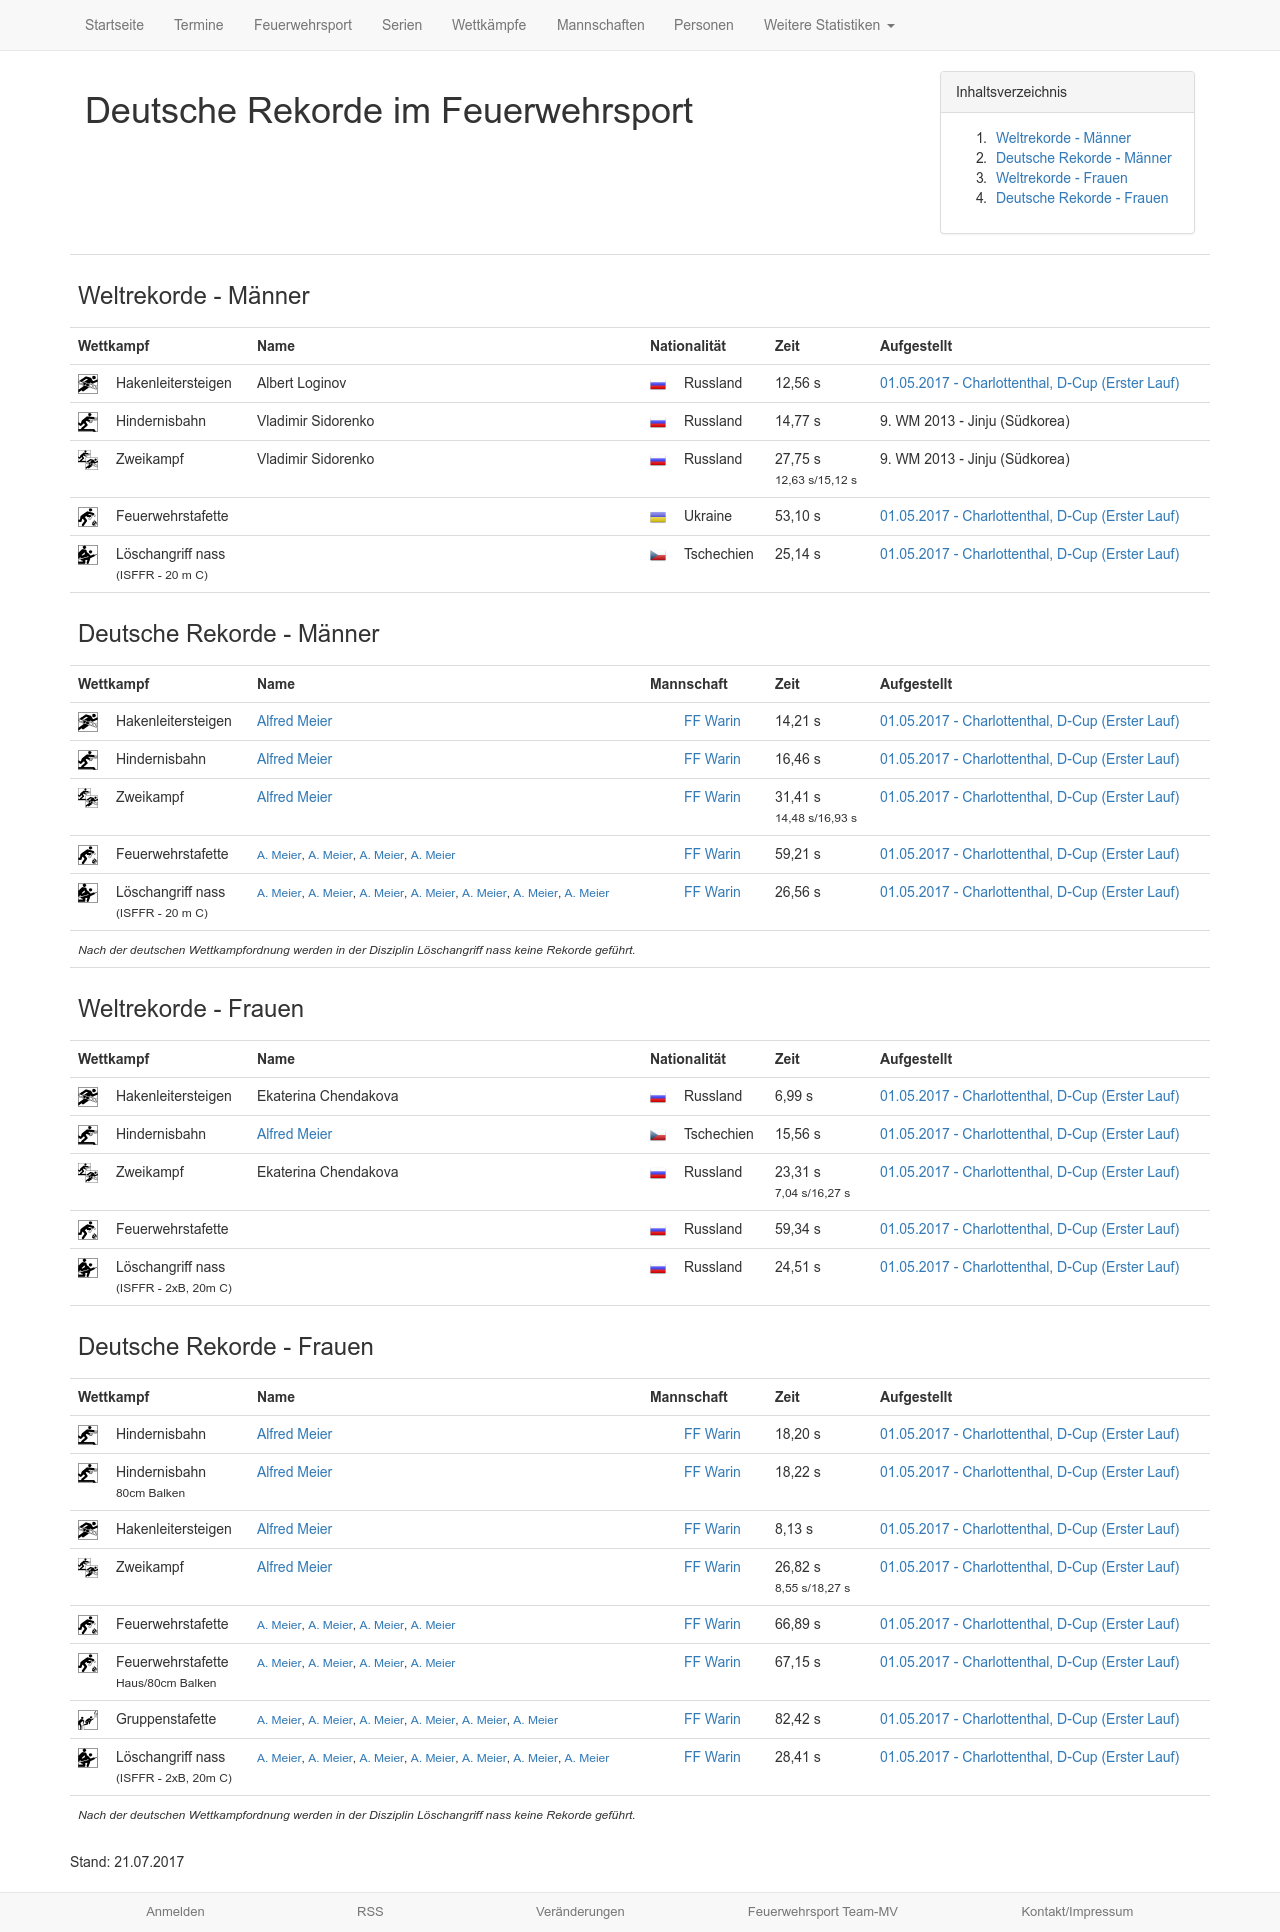 Startseite Termine Feuerwehrsport Serien Wettkämpfe Mannschaften Personen Weitere Statistiken
Deutsche Rekorde im Feuerwehrsport
Inhaltsverzeichnis
1. Weltrekorde - Männer
2. Deutsche Rekorde - Männer
3. Weltrekorde - Frauen
4. Deutsche Rekorde - Frauen
Weltrekorde - Männer
Wettkampf Name Nationalität Zeit Aufgestellt
Hakenleitersteigen Albert Loginov Russland 12,56 s 01.05.2017 - Charlottenthal, D-Cup (Erster Lauf)
Hindernisbahn Vladimir Sidorenko Russland 14,77 s 9. WM 2013 - Jinju (Südkorea)
Zweikampf Vladimir Sidorenko Russland 27,75 s 9. WM 2013 - Jinju (Südkorea)
12,63 s/15,12 s
Feuerwehrstafette Ukraine 53,10 s 01.05.2017 - Charlottenthal, D-Cup (Erster Lauf)
Löschangriff nass Tschechien 25,14 s 01.05.2017 - Charlottenthal, D-Cup (Erster Lauf)
(ISFFR - 20 m C)
Deutsche Rekorde - Männer
Wettkampf Name Mannschaft Zeit Aufgestellt
Hakenleitersteigen Alfred Meier FF Warin 14,21 s 01.05.2017 - Charlottenthal, D-Cup (Erster Lauf)
Hindernisbahn Alfred Meier FF Warin 16,46 s 01.05.2017 - Charlottenthal, D-Cup (Erster Lauf)
Zweikampf Alfred Meier FF Warin 31,41 s 01.05.2017 - Charlottenthal, D-Cup (Erster Lauf)
14,48 s/16,93 s
Feuerwehrstafette A. Meier, A. Meier, A. Meier, A. Meier FF Warin 59,21 s 01.05.2017 - Charlottenthal, D-Cup (Erster Lauf)
Löschangriff nass A. Meier, A. Meier, A. Meier, A. Meier, A. Meier, A. Meier, A. Meier FF Warin 26,56 s 01.05.2017 - Charlottenthal, D-Cup (Erster Lauf)
(ISFFR - 20 m C)
Nach der deutschen Wettkampfordnung werden in der Disziplin Löschangriff nass keine Rekorde geführt.
Weltrekorde - Frauen
Wettkampf Name Nationalität Zeit Aufgestellt
Hakenleitersteigen Ekaterina Chendakova Russland 6,99 s 01.05.2017 - Charlottenthal, D-Cup (Erster Lauf)
Hindernisbahn Alfred Meier Tschechien 15,56 s 01.05.2017 - Charlottenthal, D-Cup (Erster Lauf)
Zweikampf Ekaterina Chendakova Russland 23,31 s 01.05.2017 - Charlottenthal, D-Cup (Erster Lauf)
7,04 s/16,27 s
Feuerwehrstafette Russland 59,34 s 01.05.2017 - Charlottenthal, D-Cup (Erster Lauf)
Löschangriff nass Russland 24,51 s 01.05.2017 - Charlottenthal, D-Cup (Erster Lauf)
(ISFFR - 2xB, 20m C)
Deutsche Rekorde - Frauen
Wettkampf Name Mannschaft Zeit Aufgestellt
Hindernisbahn Alfred Meier FF Warin 18,20 s 01.05.2017 - Charlottenthal, D-Cup (Erster Lauf)
Hindernisbahn Alfred Meier FF Warin 18,22 s 01.05.2017 - Charlottenthal, D-Cup (Erster Lauf)
80cm Balken
Hakenleitersteigen Alfred Meier FF Warin 8,13 s 01.05.2017 - Charlottenthal, D-Cup (Erster Lauf)
Zweikampf Alfred Meier FF Warin 26,82 s 01.05.2017 - Charlottenthal, D-Cup (Erster Lauf)
8,55 s/18,27 s
Feuerwehrstafette A. Meier, A. Meier, A. Meier, A. Meier FF Warin 66,89 s 01.05.2017 - Charlottenthal, D-Cup (Erster Lauf)
Feuerwehrstafette A. Meier, A. Meier, A. Meier, A. Meier FF Warin 67,15 s 01.05.2017 - Charlottenthal, D-Cup (Erster Lauf)
Haus/80cm Balken
Gruppenstafette A. Meier, A. Meier, A. Meier, A. Meier, A. Meier, A. Meier FF Warin 82,42 s 01.05.2017 - Charlottenthal, D-Cup (Erster Lauf)
Löschangriff nass A. Meier, A. Meier, A. Meier, A. Meier, A. Meier, A. Meier, A. Meier FF Warin 28,41 s 01.05.2017 - Charlottenthal, D-Cup (Erster Lauf)
(ISFFR - 2xB, 20m C)
Nach der deutschen Wettkampfordnung werden in der Disziplin Löschangriff nass keine Rekorde geführt.
Stand: 21.07.2017
Anmelden RSS Veränderungen Feuerwehrsport Team-MV Kontakt/Impressum